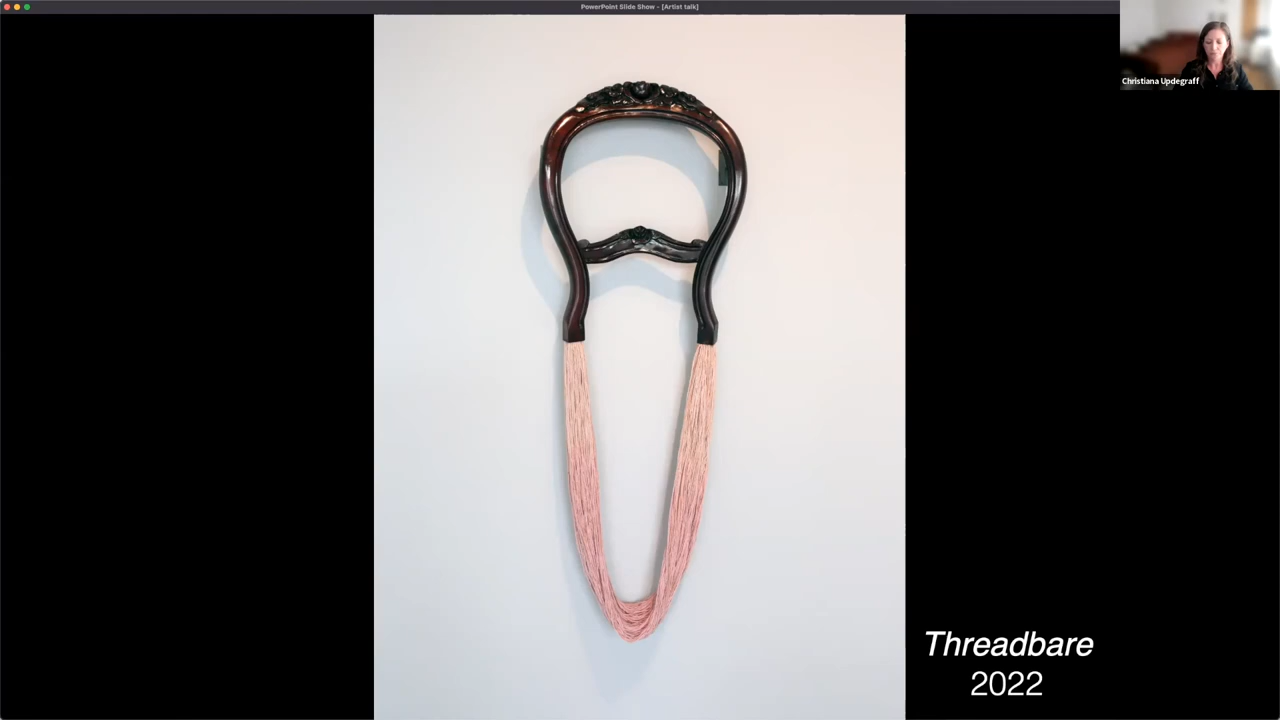 PowerPoint Slide Show - [Artist talk]
Christiana Updegraff
Threadbare
2022